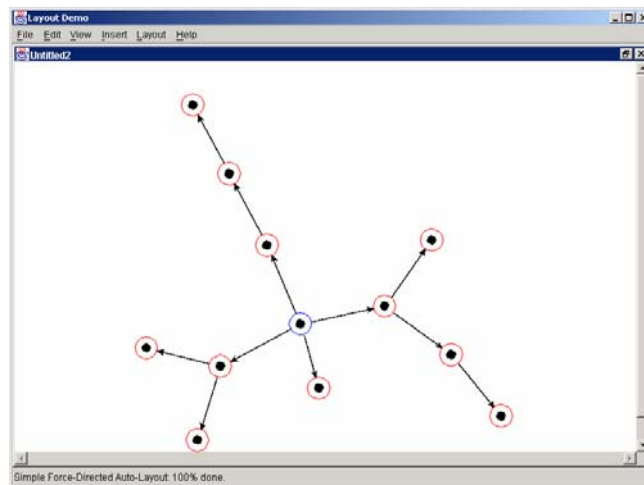 Layout Demo
File Edit View Insert Layout Help
Untitled2
Simple Force-Directed Auto-Layout: 100% done.